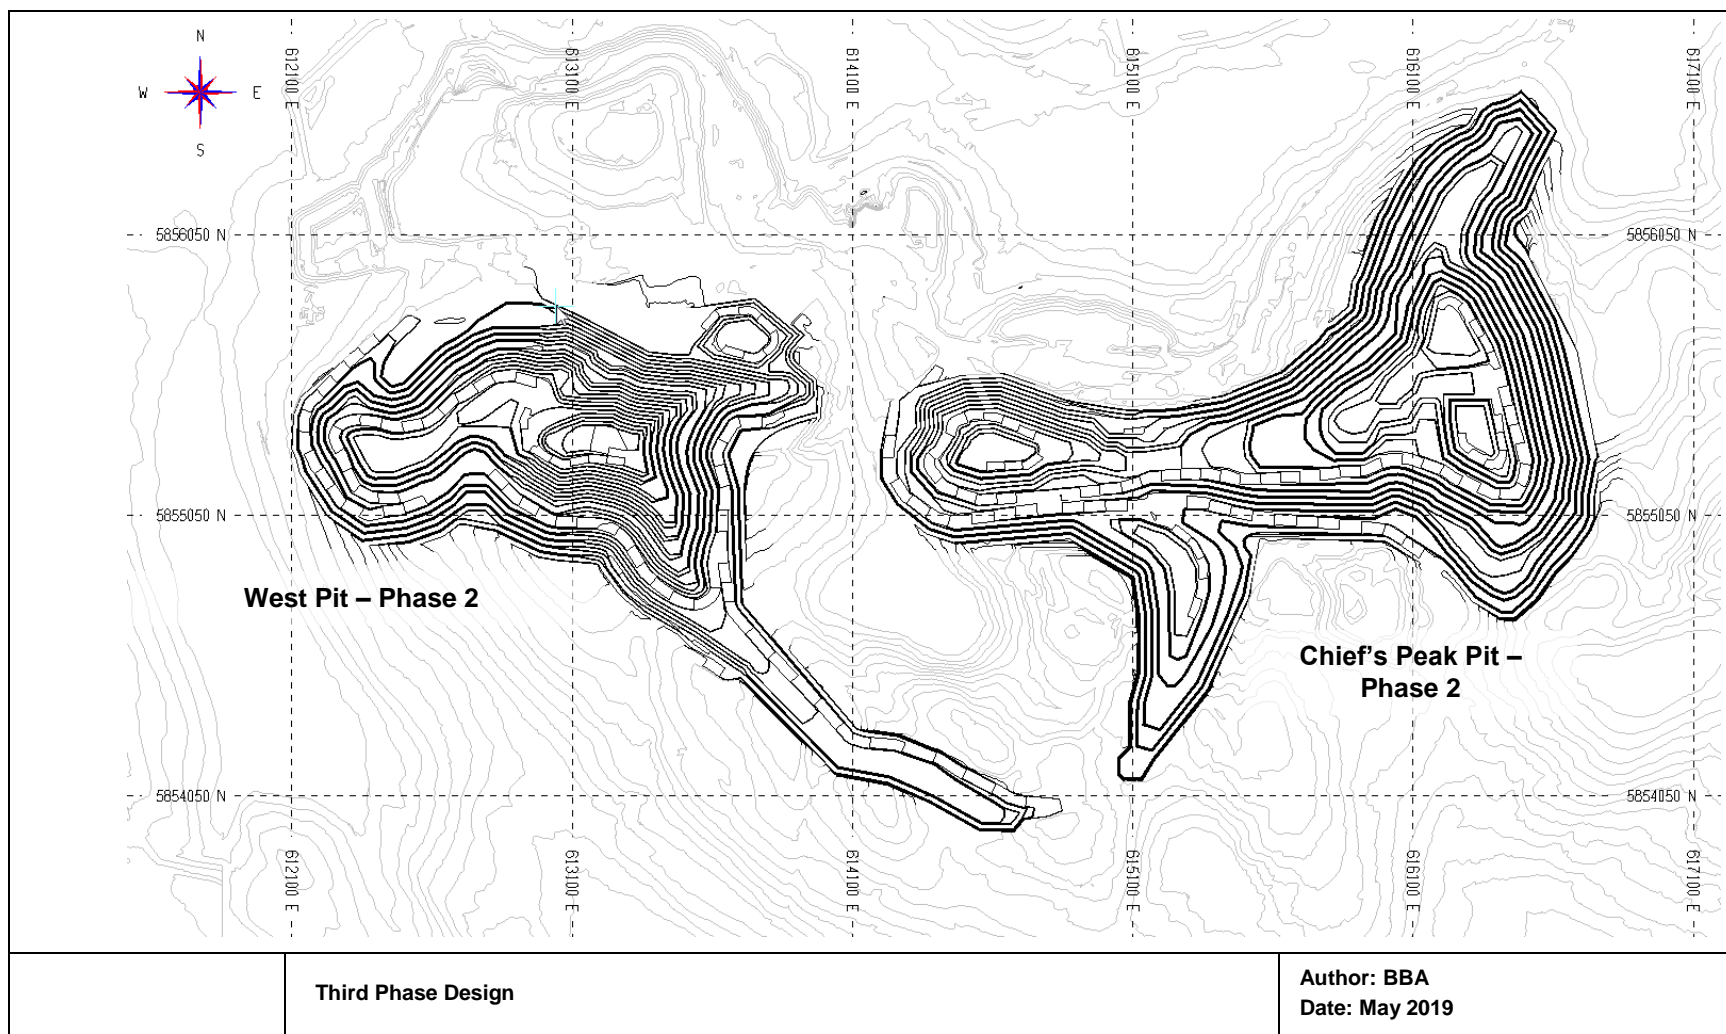 N
W E
S
612100 E 613100 E 614100 E 615100 E 616100 E 617100 E
5856050 N 5856050 N
5855050 N 5855050 N
West Pit – Phase 2
Chief's Peak Pit –
Phase 2
5854050 N 5854050 N
612100 E 613100 E 614100 E 615100 E 616100 E 617100 E
Third Phase Design
Author: BBA
Date: May 2019